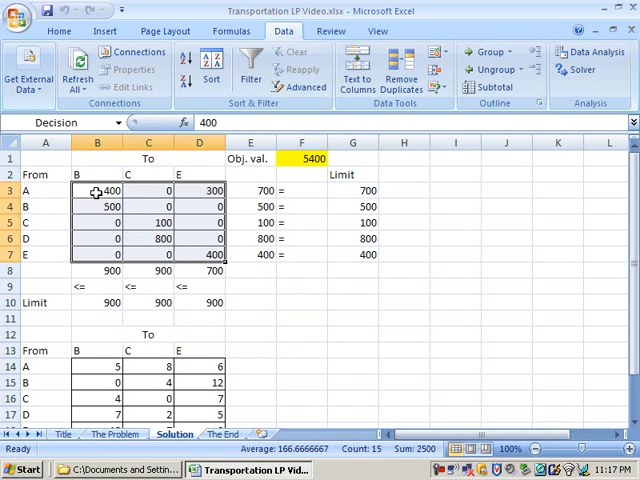 Transportation LP Video.xlsx - Microsoft Excel
Home Insert Page Layout Formulas Data Review View
Get External Data
Refresh All
Connections
Properties
Edit Links
Connections
Sort
Filter
Clear
Reapply
Advanced
Sort & Filter
Text to Columns
Remove Duplicates
Data Tools
Group
Ungroup
Subtotal
Outline
Data Analysis
Solver
Analysis
Decision fx 400
A B C D E F G H I J K L
1 To Obj. val. 5400
2 From B C E Limit
3 A 400 0 300 700 = 700
4 B 500 0 0 500 = 500
5 C 0 100 0 100 = 100
6 D 0 800 0 800 = 800
7 E 0 0 400 400 = 400
8 900 900 700
9 <= <= <=
10 Limit 900 900 900
11
12 To
13 From B C E
14 A 5 8 6
15 B 0 4 12
16 C 4 0 7
17 D 7 2 5
Title The Problem Solution The End
Ready Average: 166.6666667 Count: 15 Sum: 2500 100%
Start C:\Documents and Settin... Transportation LP Vid... 11:17 PM